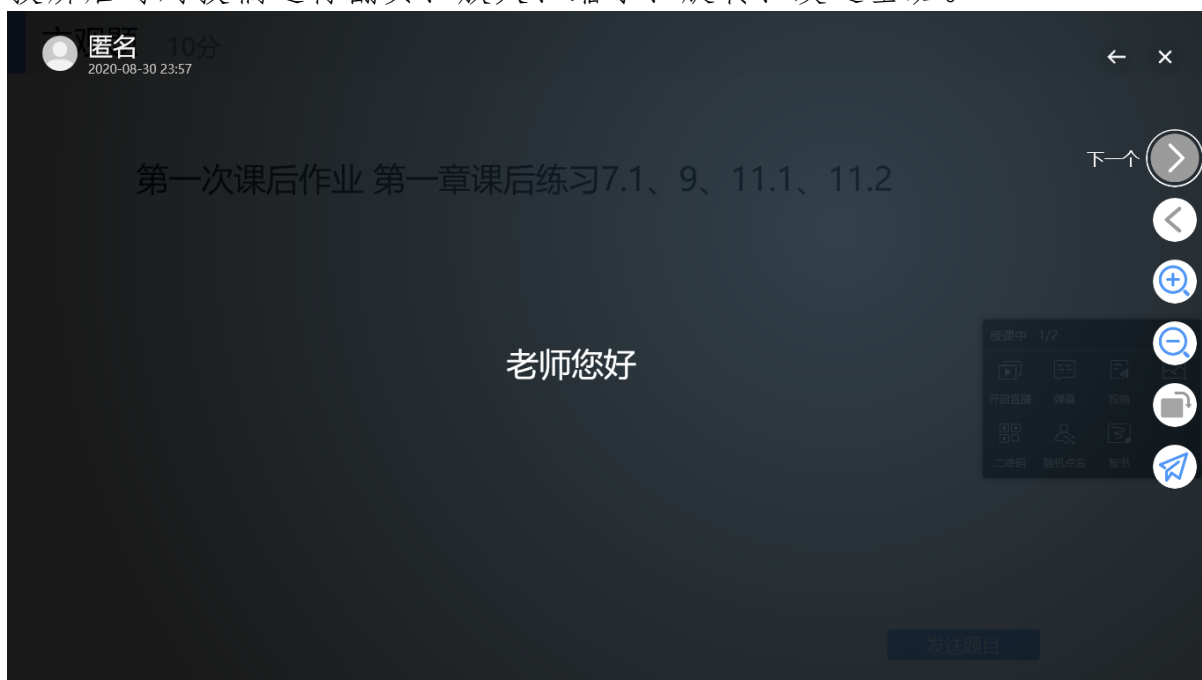 匿名
10分
2020-08-30 23:57
下一个
第一次课后作业 第一章课后练习7.1、9、11.1、11.2
老师您好
授课中 1/2
开启直播 弹幕 投稿
二维码 随机点名 板书
发送题目